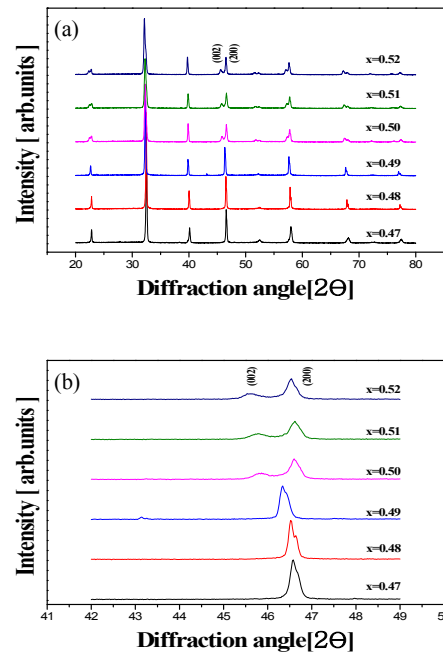 (a)
(002)
(200)
x=0.52
x=0.51
x=0.50
x=0.49
x=0.48
x=0.47
Intensity [ arb.units]
20 30 40 50 60 70 80
Diffraction angle[2Θ]
(b)
(002)
(200)
x=0.52
x=0.51
x=0.50
x=0.49
x=0.48
x=0.47
Intensity [ arb.units]
41 42 43 44 45 46 47 48 49
Diffraction angle[2Θ]